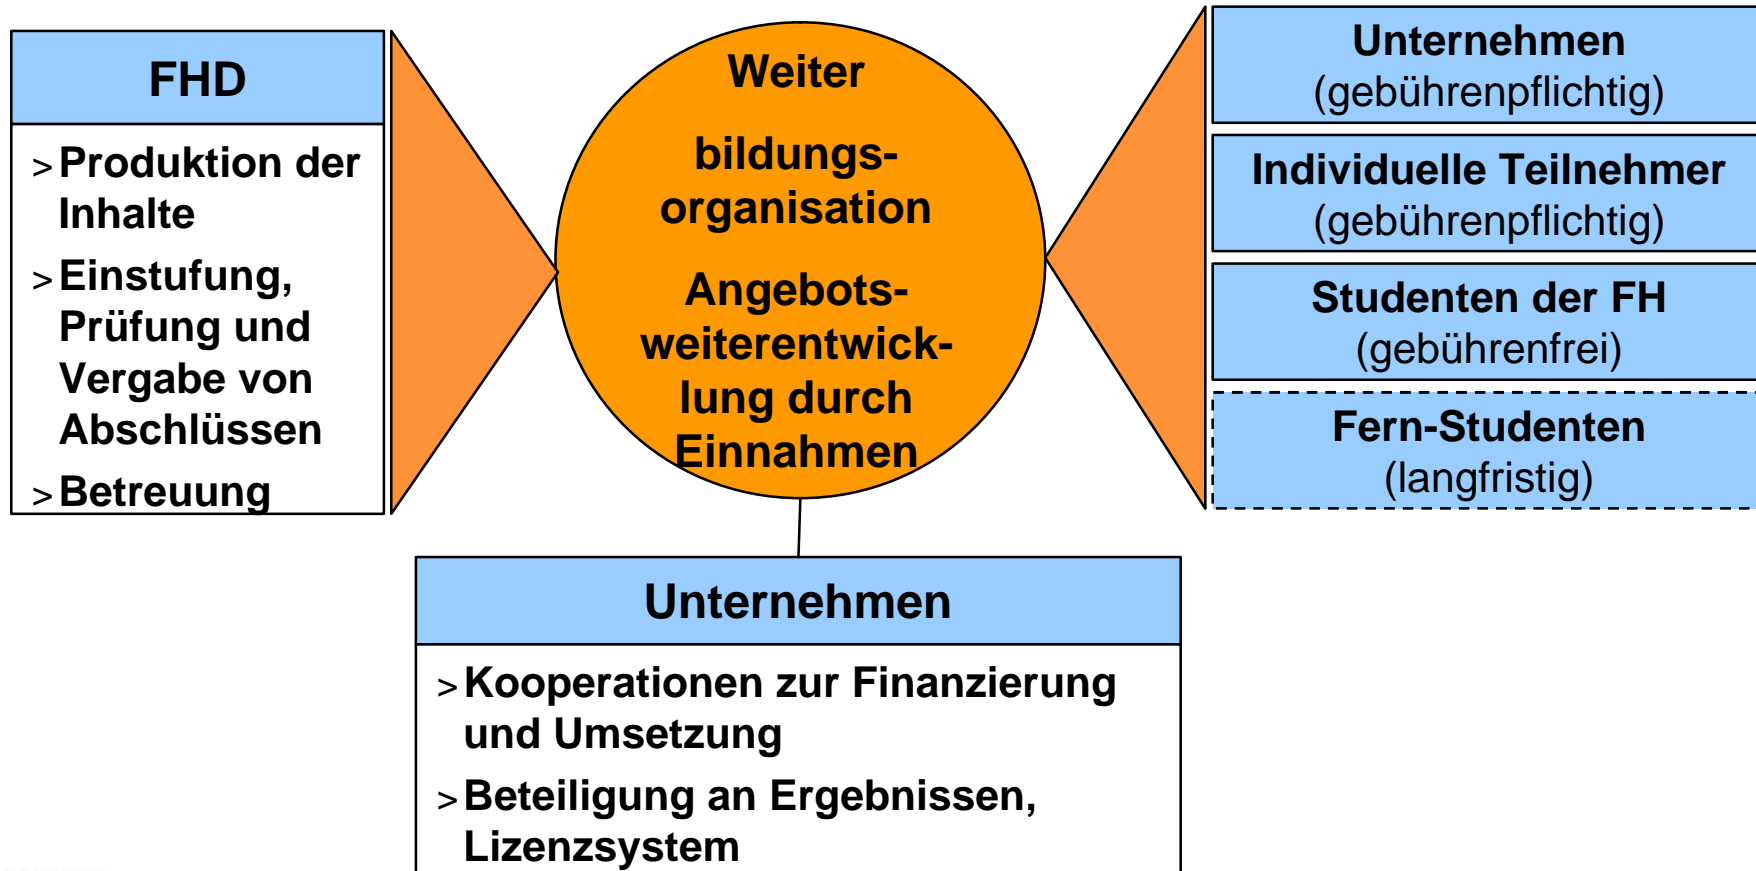 FHD
> Produktion der
Inhalte
> Einstufung,
Prüfung und
Vergabe von
Abschlüssen
> Betreuung
Weiter
bildungs-
organisation
Angebots-
weiterentwick-
lung durch
Einnahmen
Unternehmen
(gebührenpflichtig)
Individuelle Teilnehmer
(gebührenpflichtig)
Studenten der FH
(gebührenfrei)
Fern-Studenten
(langfristig)
Unternehmen
> Kooperationen zur Finanzierung
und Umsetzung
> Beteiligung an Ergebnissen,
Lizenzsystem